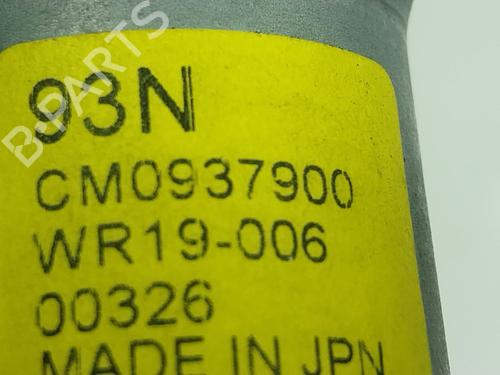 93N
CM0937900
WR19-006
00326
MADE IN JPN
B-PARTS